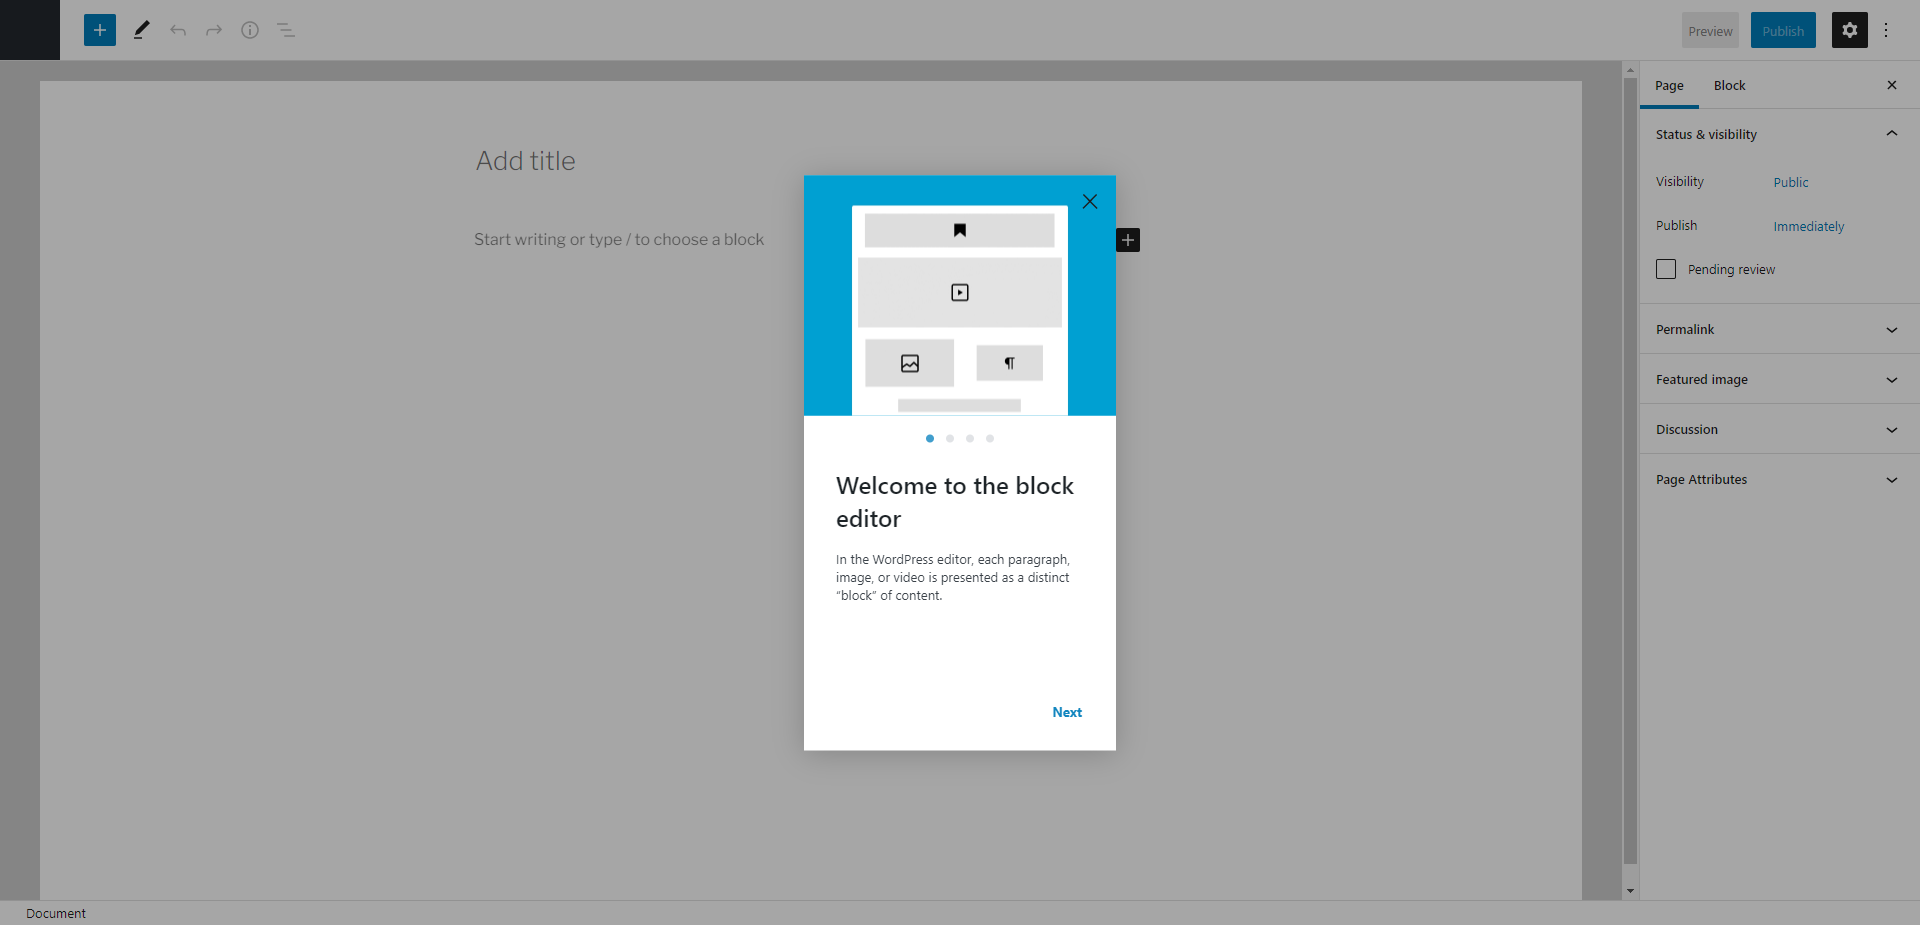 Preview
Publish
Page
Block
Add title
Start writing or type / to choose a block
Status & visibility
Visibility
Public
Publish
Immediately
Pending review
Permalink
Featured image
Discussion
Page Attributes
Welcome to the block
editor
In the WordPress editor, each paragraph,
image, or video is presented as a distinct
“block” of content.
Next
Document